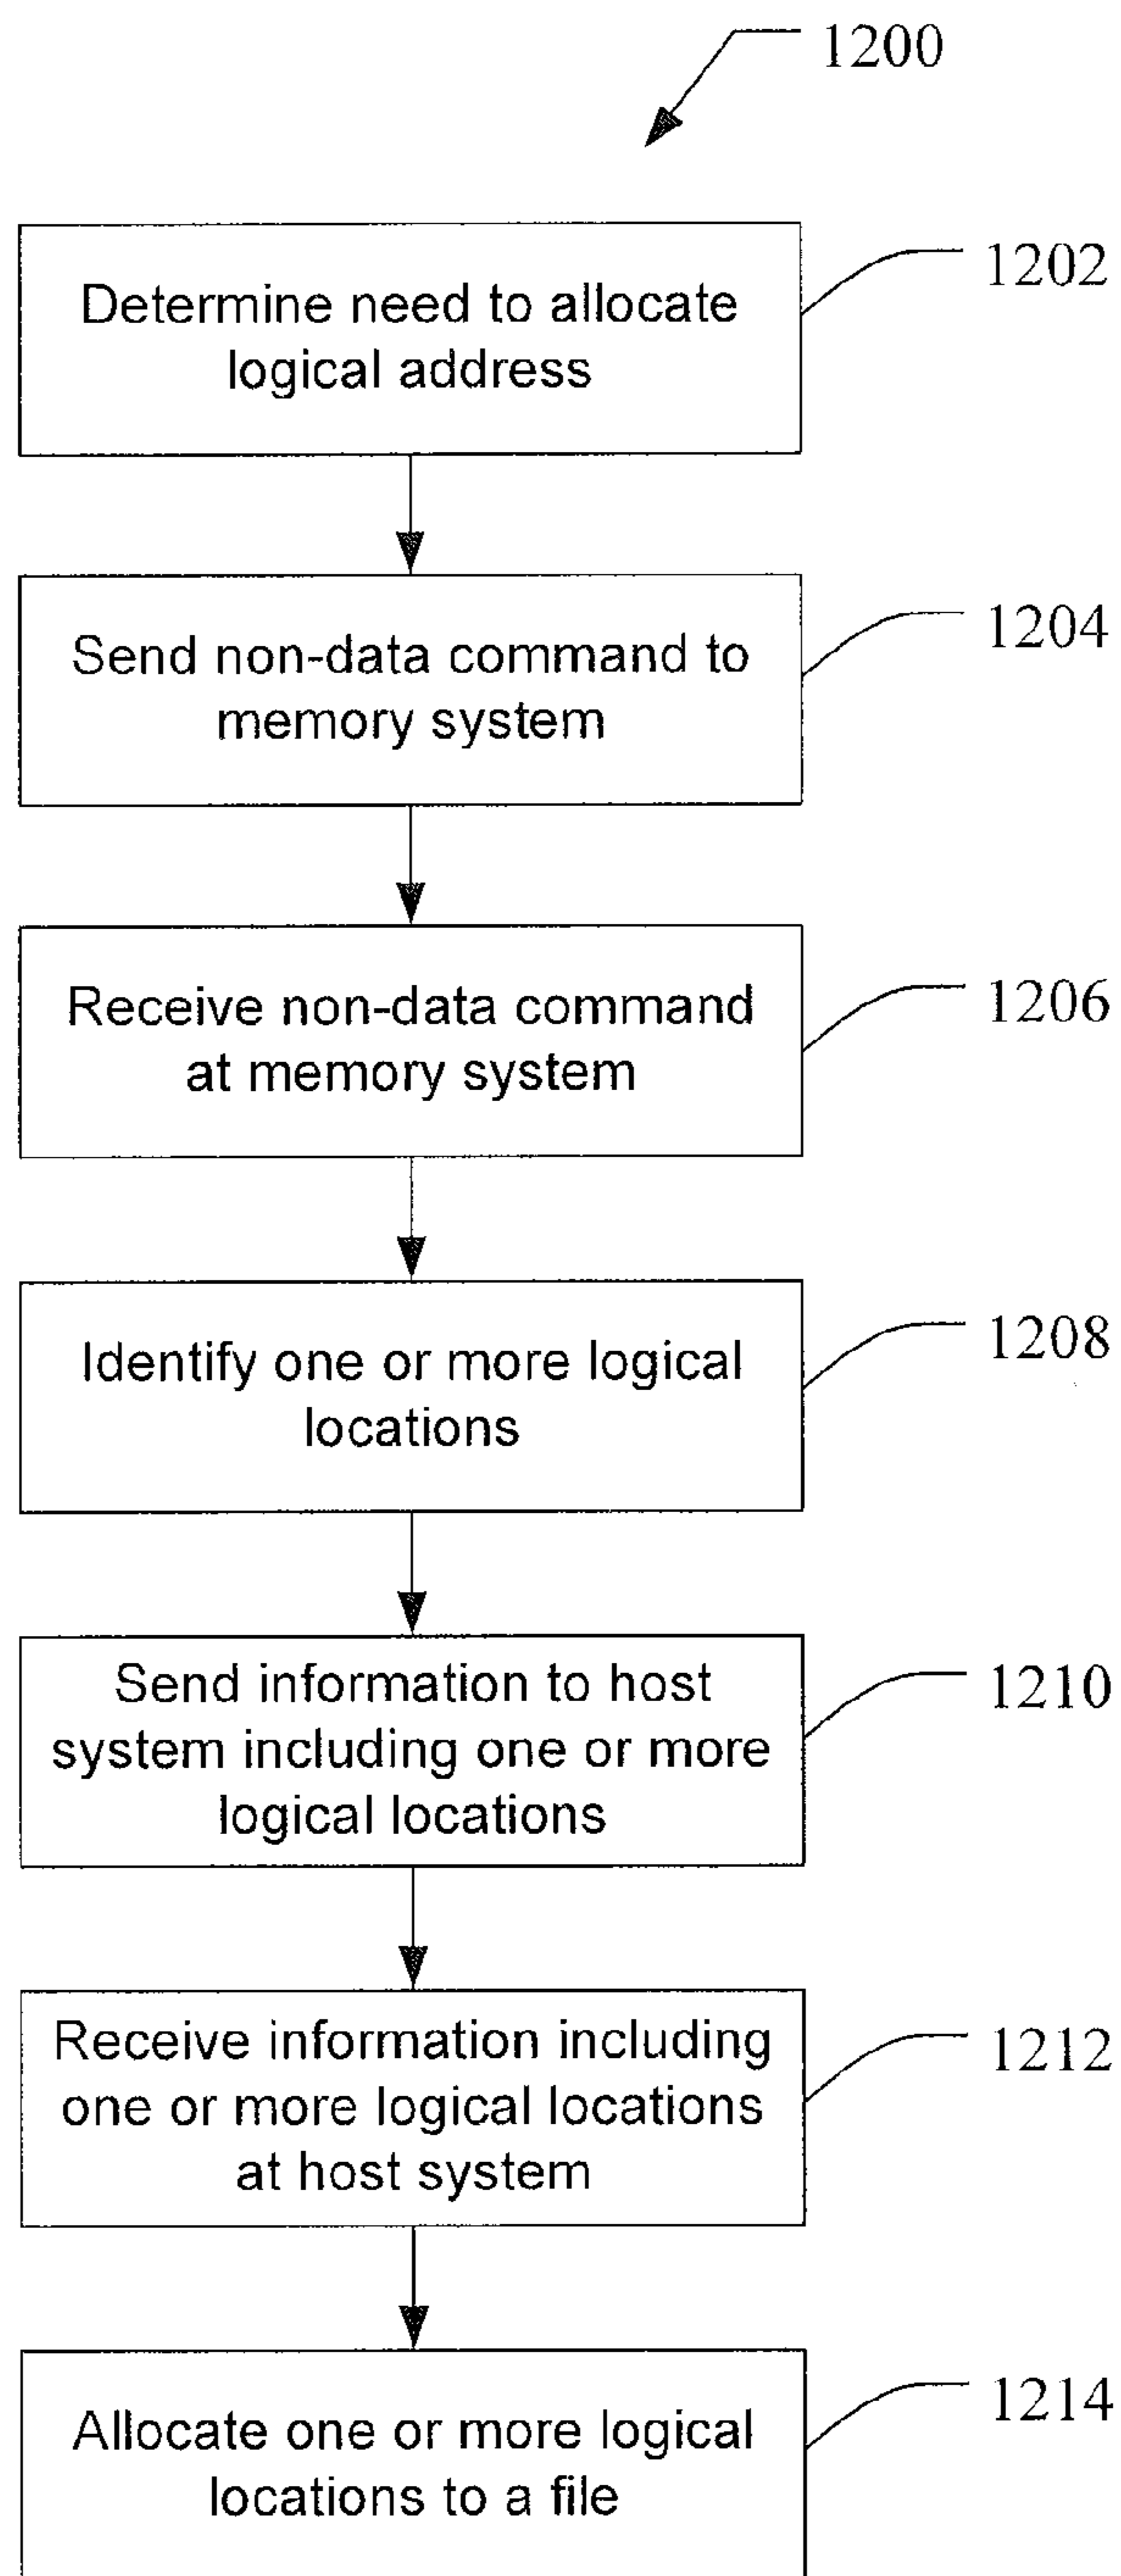 1200
Determine need to allocate
logical address
1202
Send non-data command to
memory system
1204
Receive non-data command
at memory system
1206
Identify one or more logical
locations
1208
Send information to host
system including one or more
logical locations
1210
Receive information including
one or more logical locations
at host system
1212
Allocate one or more logical
locations to a file
1214